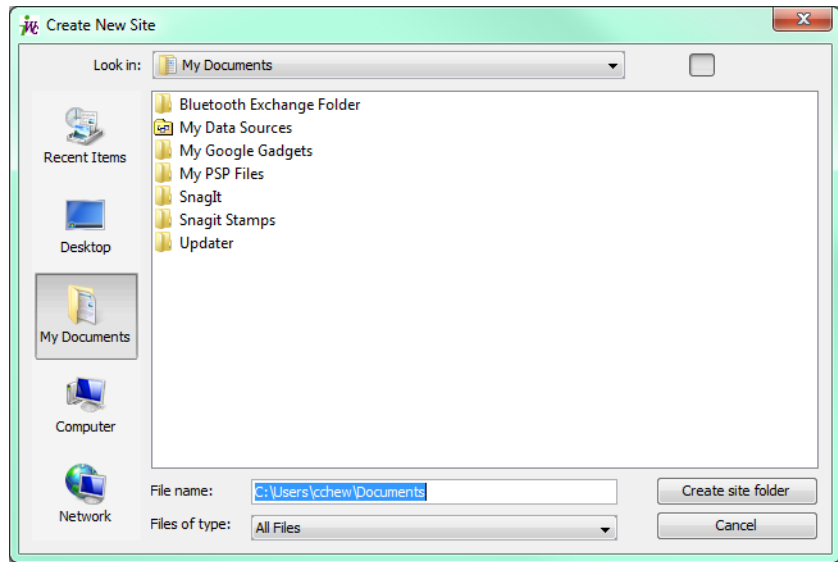 Create New Site
Look in: My Documents
Recent Items
Desktop
My Documents
Computer
Network
Bluetooth Exchange Folder
My Data Sources
My Google Gadgets
My PSP Files
SnagIt
Snagit Stamps
Updater
File name: C:\Users\cchew\Documents Create site folder
Files of type: All Files Cancel